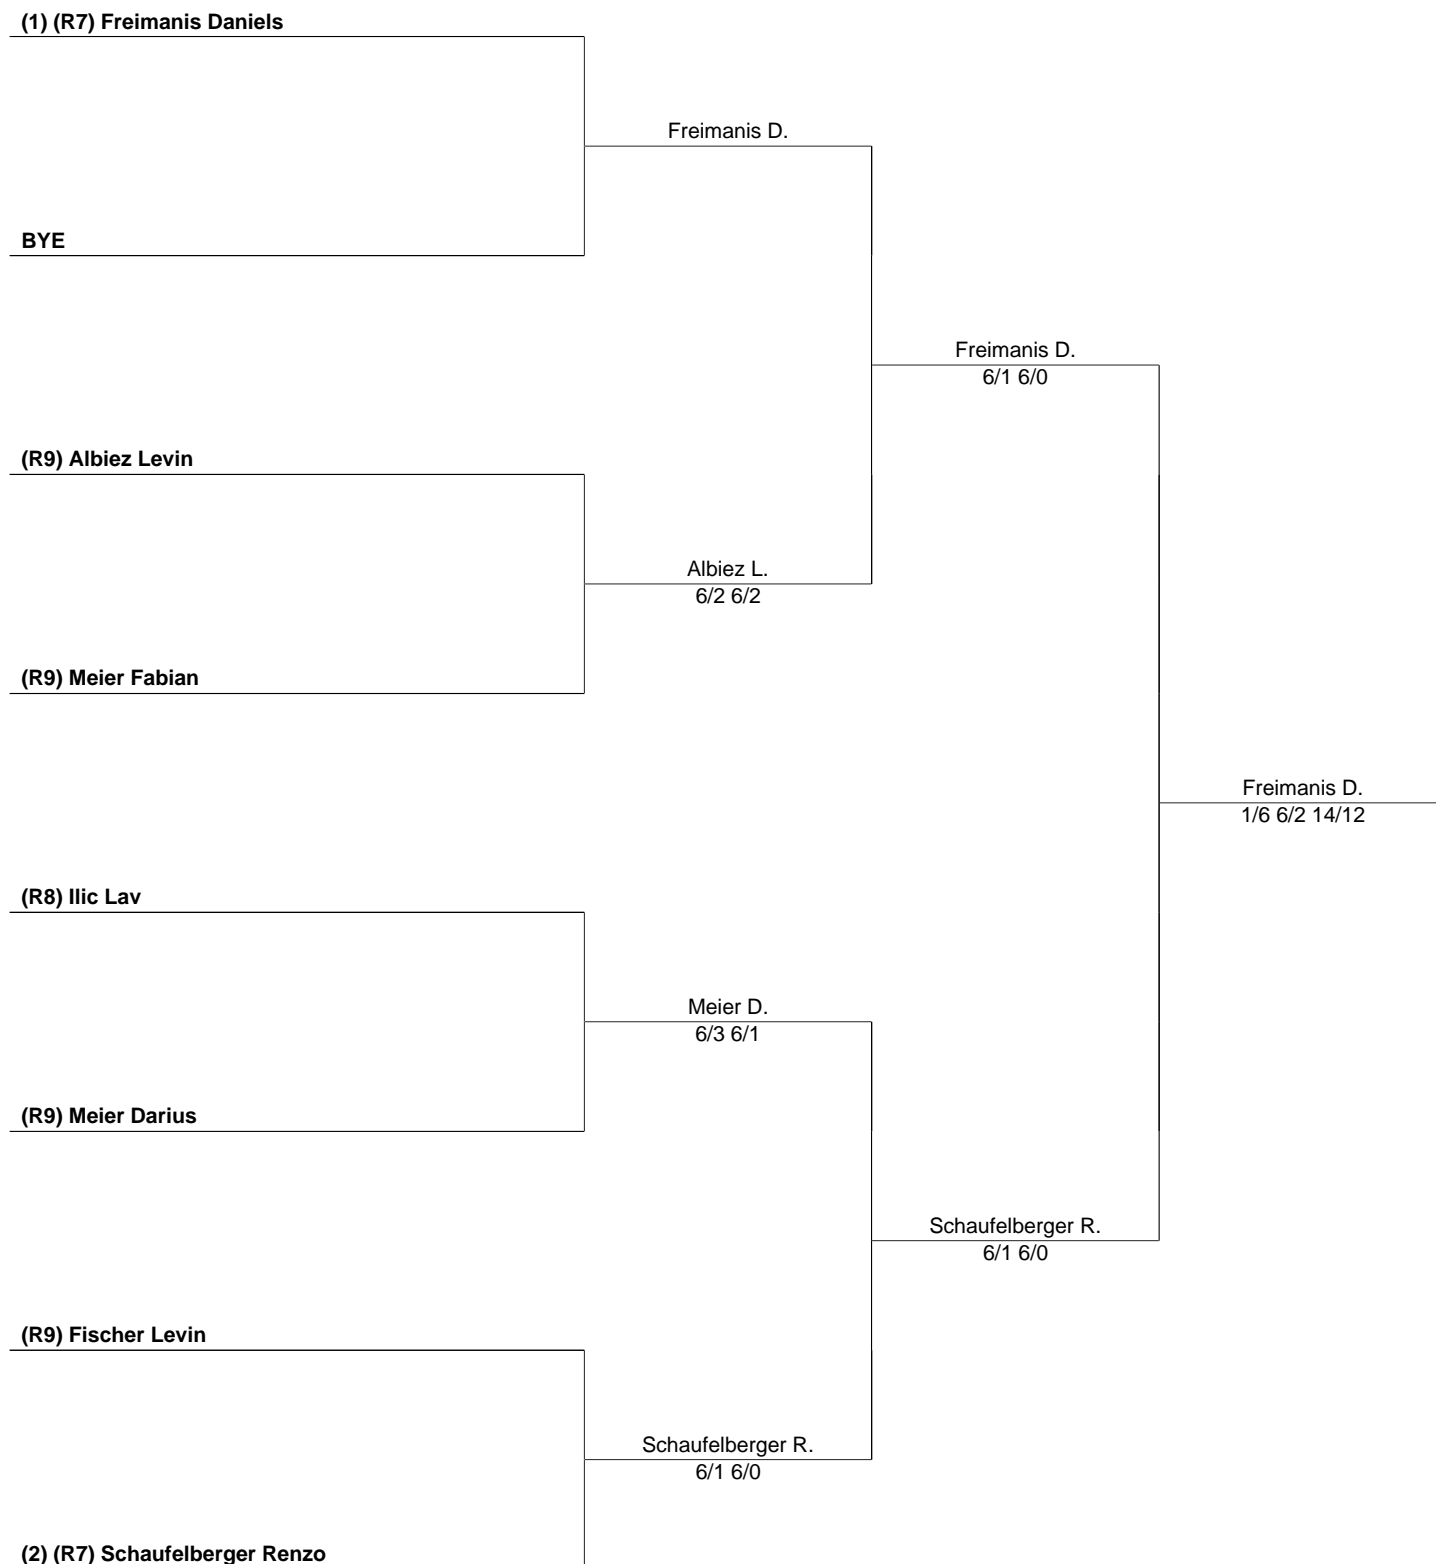 (1) (R7) Freimanis Daniels
Freimanis D.
BYE
Freimanis D.
6/1 6/0
(R9) Albiez Levin
Albiez L.
6/2 6/2
(R9) Meier Fabian
Freimanis D.
1/6 6/2 14/12
(R8) Ilic Lav
Meier D.
6/3 6/1
(R9) Meier Darius
Schaufelberger R.
6/1 6/0
(R9) Fischer Levin
Schaufelberger R.
6/1 6/0
(2) (R7) Schaufelberger Renzo